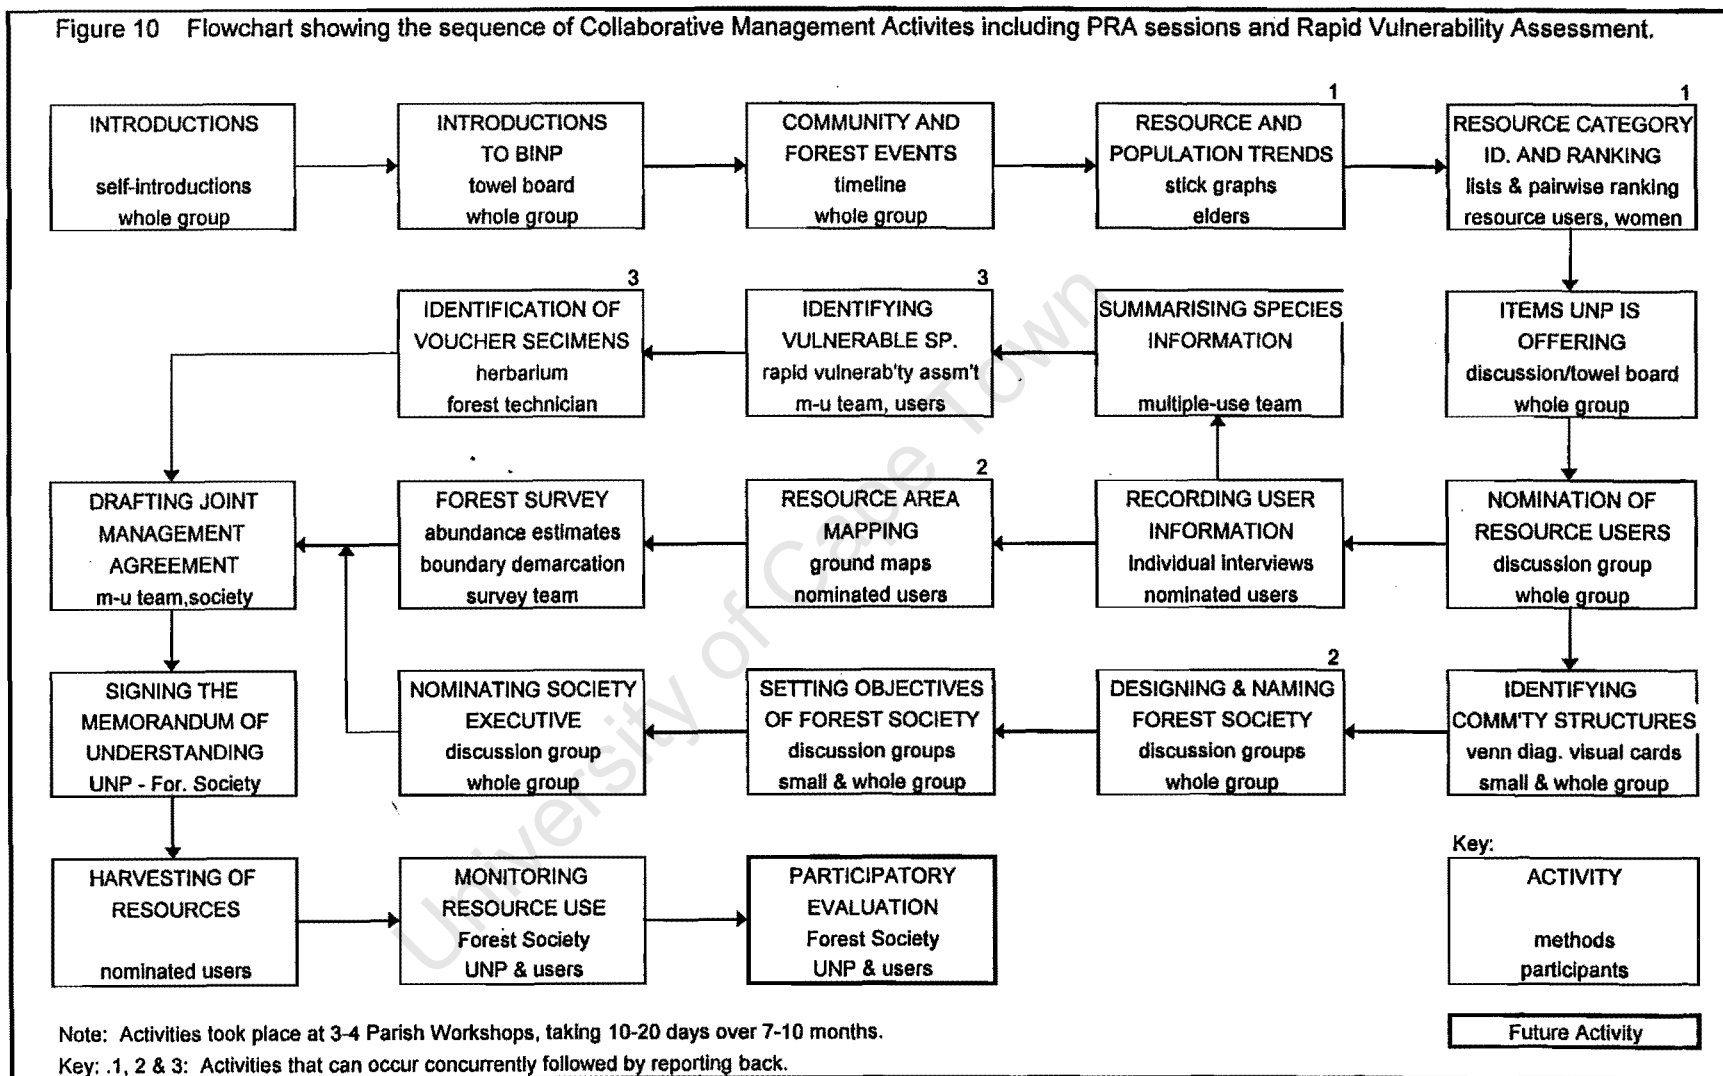 Figure 10 Flowchart showing the sequence of Collaborative Management Activites including PRA sessions and Rapid Vulnerability Assessment.
INTRODUCTIONS
self-introductions
whole group
INTRODUCTIONS
TO BINP
towel board
whole group
COMMUNITY AND
FOREST EVENTS
timeline
whole group
1
RESOURCE AND
POPULATION TRENDS
stick graphs
elders
1
RESOURCE CATEGORY
ID. AND RANKING
lists & pairwise ranking
resource users, women
3
IDENTIFICATION OF
VOUCHER SECIMENS
herbarium
forest technician
3
IDENTIFYING
VULNERABLE SP.
rapid vulnerab'ty assm't
m-u team, users
SUMMARISING SPECIES
INFORMATION
multiple-use team
ITEMS UNP IS
OFFERING
discussion/towel board
whole group
DRAFTING JOINT
MANAGEMENT
AGREEMENT
m-u team,society
FOREST SURVEY
abundance estimates
boundary demarcation
survey team
2
RESOURCE AREA
MAPPING
ground maps
nominated users
RECORDING USER
INFORMATION
individual interviews
nominated users
NOMINATION OF
RESOURCE USERS
discussion group
whole group
SIGNING THE
MEMORANDUM OF
UNDERSTANDING
UNP - For. Society
NOMINATING SOCIETY
EXECUTIVE
discussion group
whole group
SETTING OBJECTIVES
OF FOREST SOCIETY
discussion groups
small & whole group
2
DESIGNING & NAMING
FOREST SOCIETY
discussion groups
whole group
IDENTIFYING
COMM'TY STRUCTURES
venn diag. visual cards
small & whole group
HARVESTING OF
RESOURCES
nominated users
MONITORING
RESOURCE USE
Forest Society
UNP & users
PARTICIPATORY
EVALUATION
Forest Society
UNP & users
Key:
ACTIVITY
methods
participants
Future Activity
Note: Activities took place at 3-4 Parish Workshops, taking 10-20 days over 7-10 months.
Key: .1, 2 & 3: Activities that can occur concurrently followed by reporting back.
University of Cape Town